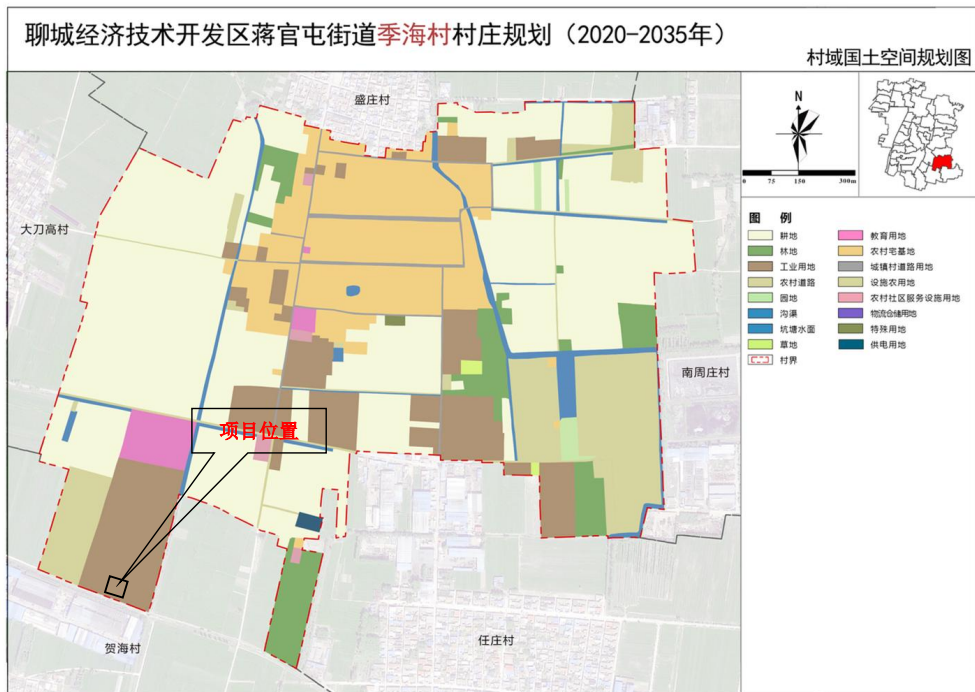 聊城经济技术开发区蒋官屯街道季海村村庄规划（2020-2035年）
村域国土空间规划图
盛庄村
N
0 75 150 300m
大刀高村
图 例
耕地
教育用地
林地
农村宅基地
工业用地
城镇村道路用地
农村道路
设施农用地
园地
农村社区服务设施用地
沟渠
物流仓储用地
坑塘水面
特殊用地
草地
供电用地
村界
南周庄村
项目位置
贺海村
任庄村